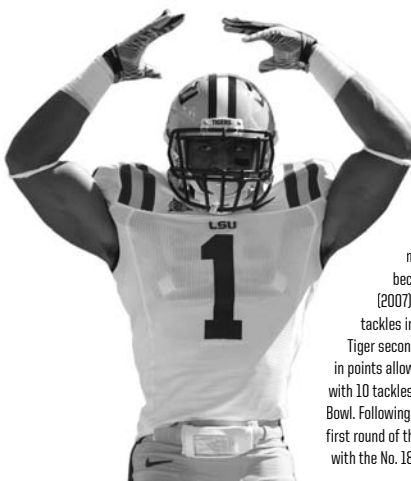 TIGERS
LSU
1
bec
(2007)
tackles in
Tiger secon
in points allow
with 10 tackles
Bowl. Following
first round of th
with the No. 18